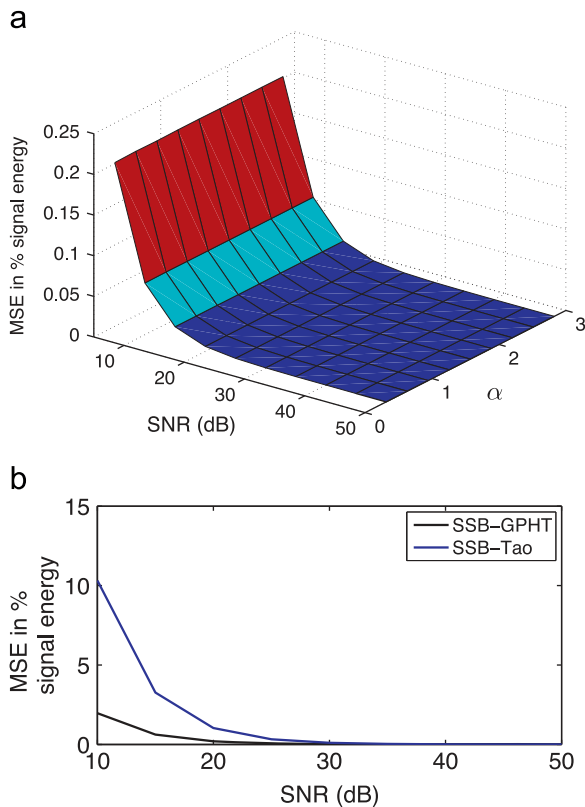 a
MSE in % signal energy
0.25
0.2
0.15
0.1
0.05
0
10
20
30
40
50
SNR (dB)
0
1
2
3
α
b
MSE in %
signal energy
15
10
5
0
SSB−GPHT
SSB−Tao
10
20
30
40
50
SNR (dB)